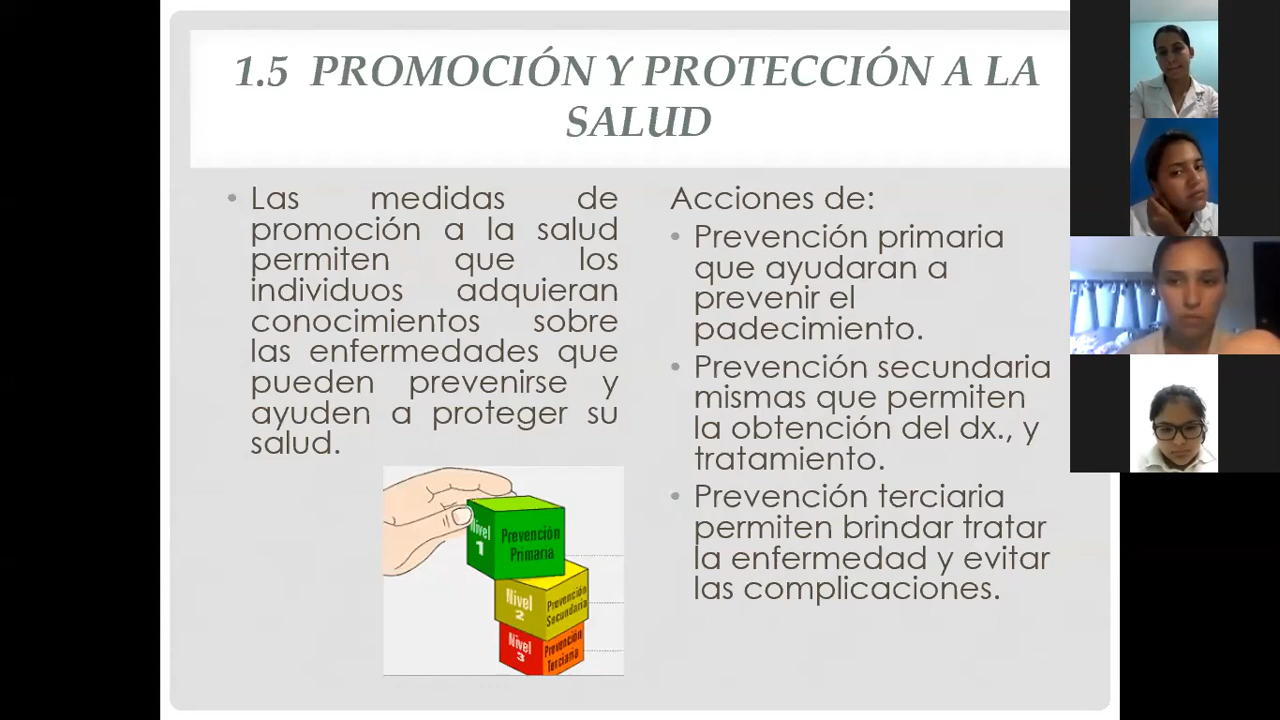 1.5 PROMOCIÓN Y PROTECCIÓN A LA
SALUD
• Las medidas de
promoción a la salud
permiten que los
individuos adquieran
conocimientos sobre
las enfermedades que
pueden prevenirse y
ayuden a proteger su
salud.
Acciones de:
• Prevención primaria
que ayudaran a
prevenir el
padecimiento.
• Prevención secundaria
mismas que permiten
la obtención del dx., y
tratamiento.
• Prevención terciaria
permiten brindar tratar
la enfermedad y evitar
las complicaciones.
Nivel
1
Prevención
Primaria
Nivel
2
Prevención
Secundaria
Nivel
3
Prevención
Terciaria